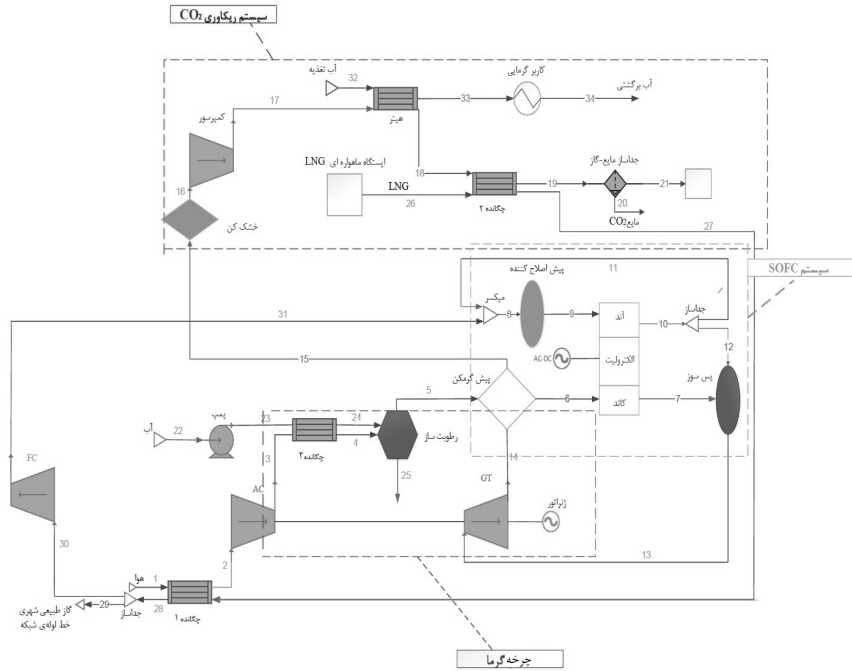 سیستم ریکاوری CO₂
آب تغذیه
32
هیتر
33
کاربر گرمایی
34
آب برگشتی
17
کمپرسور
16
خشک کن
ایستگاه ماهواره ای LNG
LNG
26
18
چگالنده ۲
19
جداساز مایع-گاز
20
مایعCO2
21
27
سیستم SOFC
11
پیش اصلاح کننده
میکسر
8
9
آند
الکترولیت
کاتد
AC-DC
10
جداساز
12
پس سوز
31
15
پیش گرمکن
5
6
7
آب
22
پمپ
23
24
چگالنده۳
3
4
رطوبت ساز
25
14
FC
AC
GT
ژنراتور
13
30
2
هوا
1
28
29
جداساز
چگالنده ۱
گاز طبیعی شهری
خط لوله‌ی شبکه
چرخه گرما